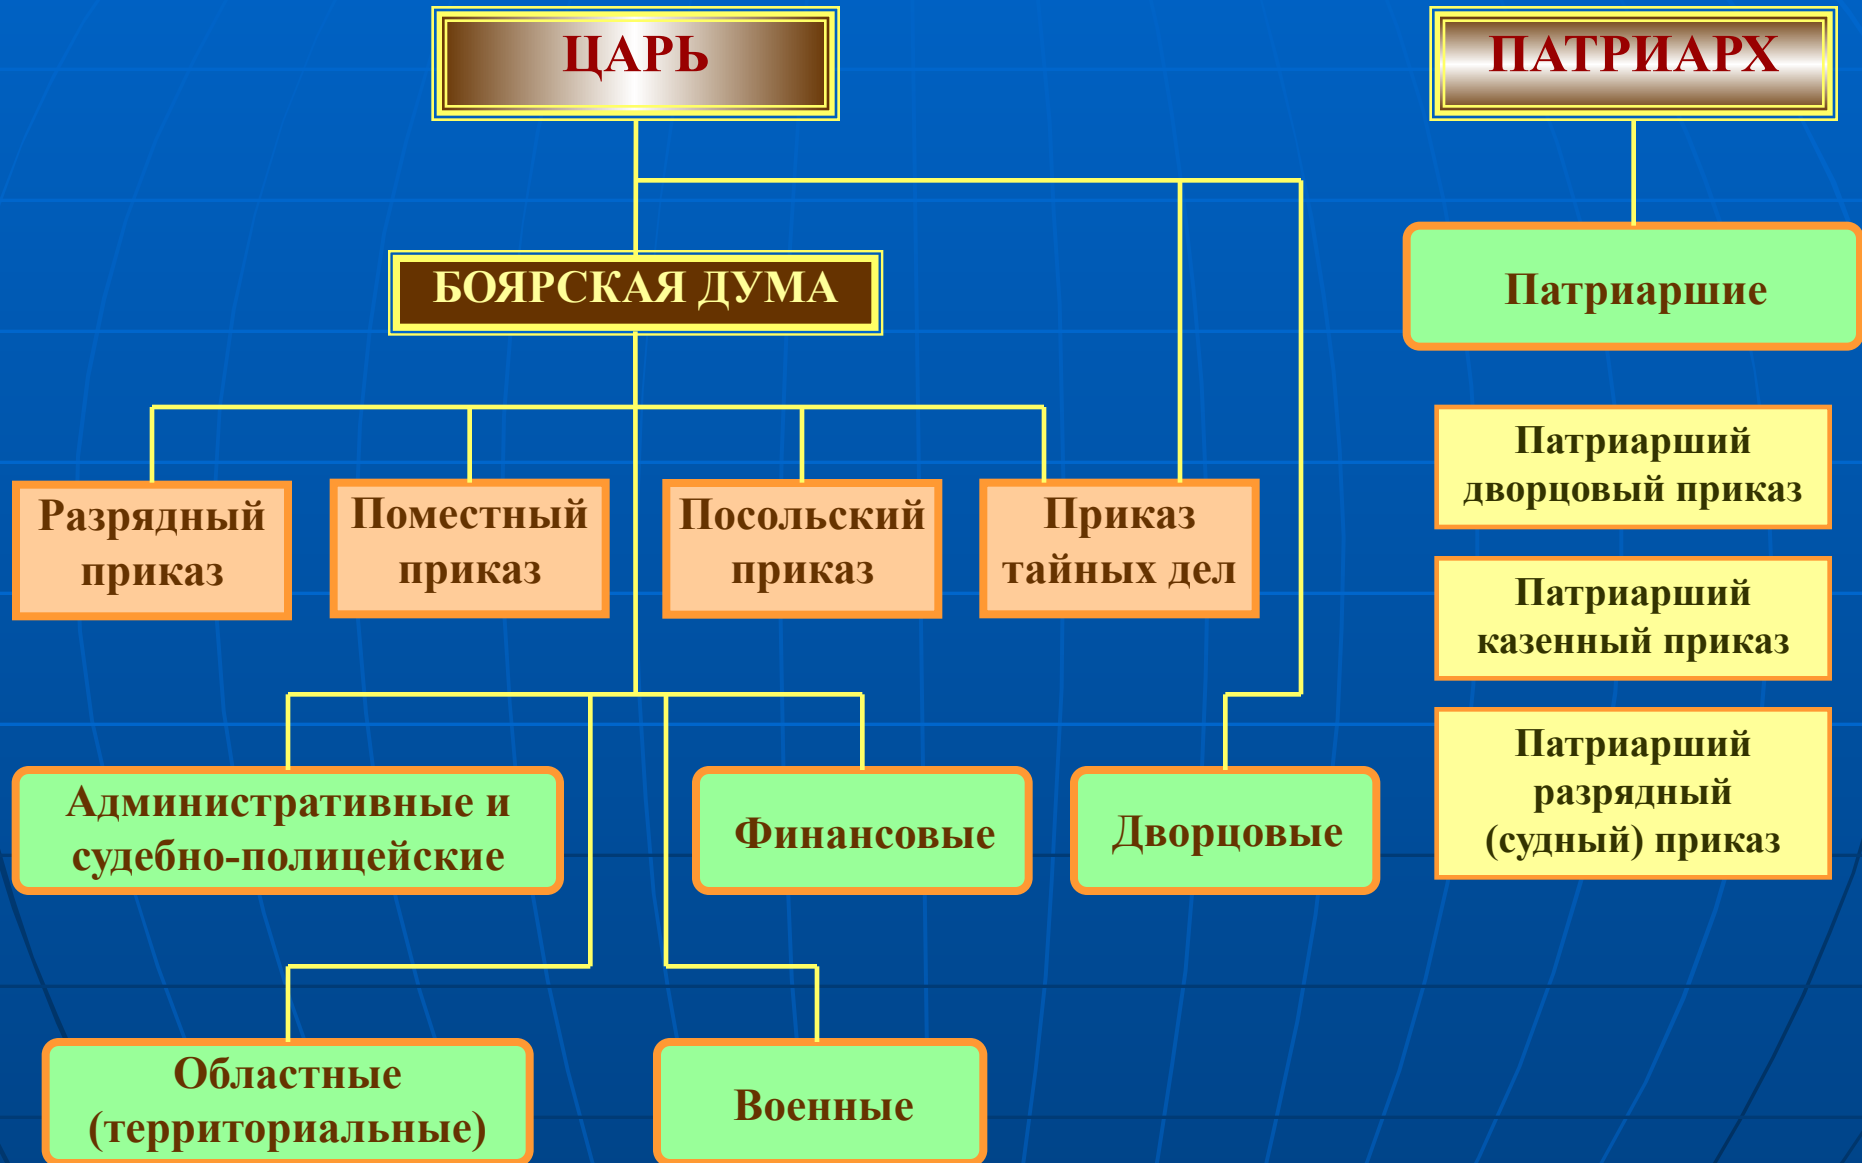 ЦАРЬ
ПАТРИАРХ
БОЯРСКАЯ ДУМА
Патриаршие
Разрядный
приказ
Поместный
приказ
Посольский
приказ
Приказ
тайных дел
Патриарший
дворцовый приказ
Патриарший
казенный приказ
Патриарший
разрядный
(судный) приказ
Административные и
судебно-полицейские
Финансовые
Дворцовые
Областные
(территориальные)
Военные